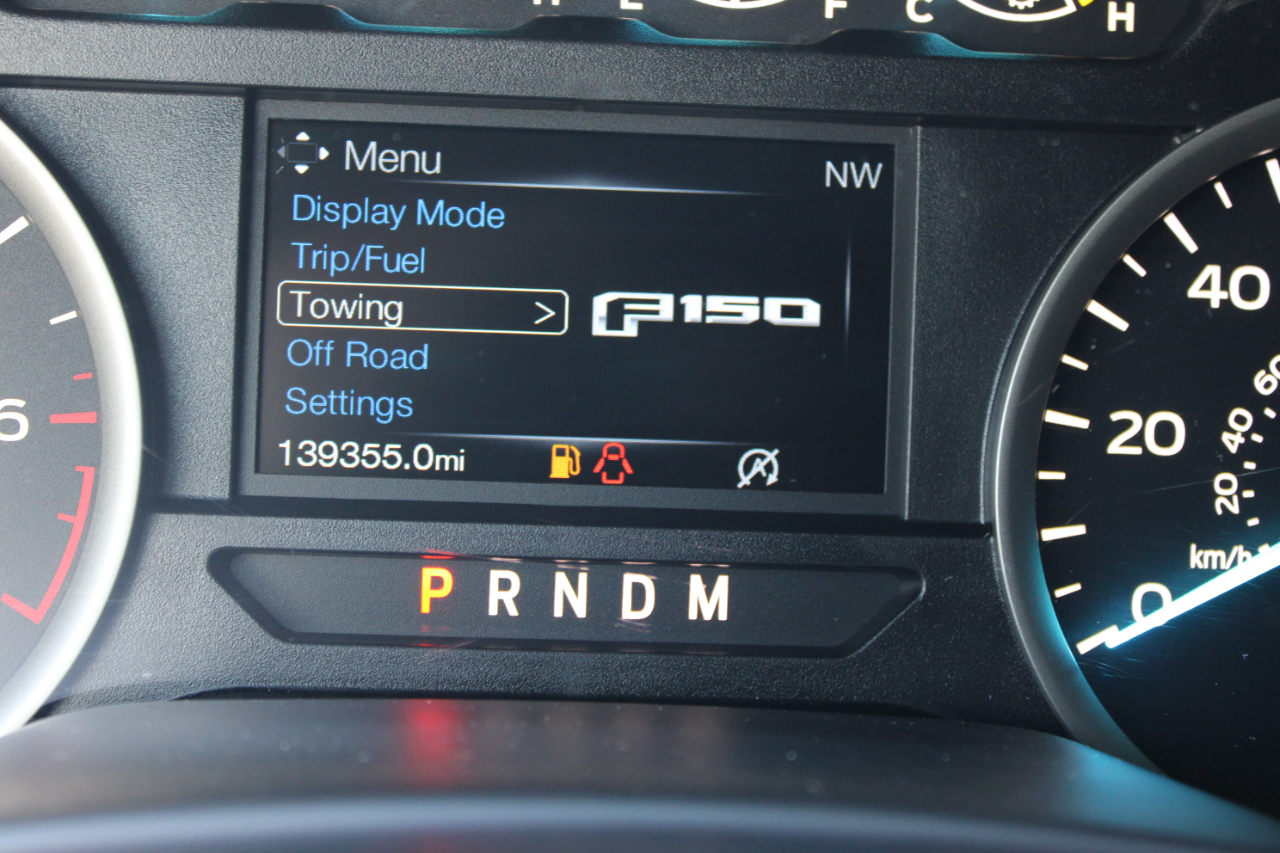 E F C H
Menu
NW
Display Mode
Trip/Fuel
Towing >
F150
Off Road
Settings
139355.0mi
A
P R N D M
6
40
20
0
60
40
20
km/h